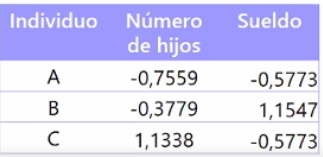 Individuo Número de hijos Sueldo
A -0,7559 -0,5773
B -0,3779 1,1547
C 1,1338 -0,5773